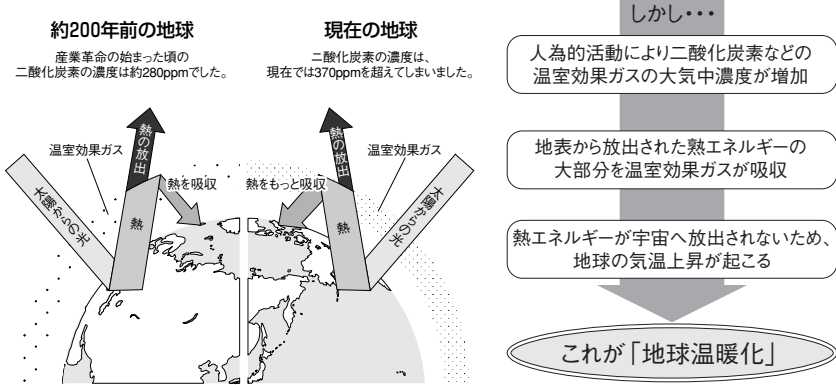 約200年前の地球
産業革命の始まった頃の
二酸化炭素の濃度は約280ppmでした。
温室効果ガス
熱の放出
熱を吸収
太陽からの光
熱
現在の地球
二酸化炭素の濃度は、
現在では370ppmを超えてしまいました。
熱の放出
温室効果ガス
熱をもっと吸収
熱
太陽からの光
しかし・・・
人為的活動により二酸化炭素などの
温室効果ガスの大気中濃度が増加
地表から放出された熱エネルギーの
大部分を温室効果ガスが吸収
熱エネルギーが宇宙へ放出されないため、
地球の気温上昇が起こる
これが「地球温暖化」